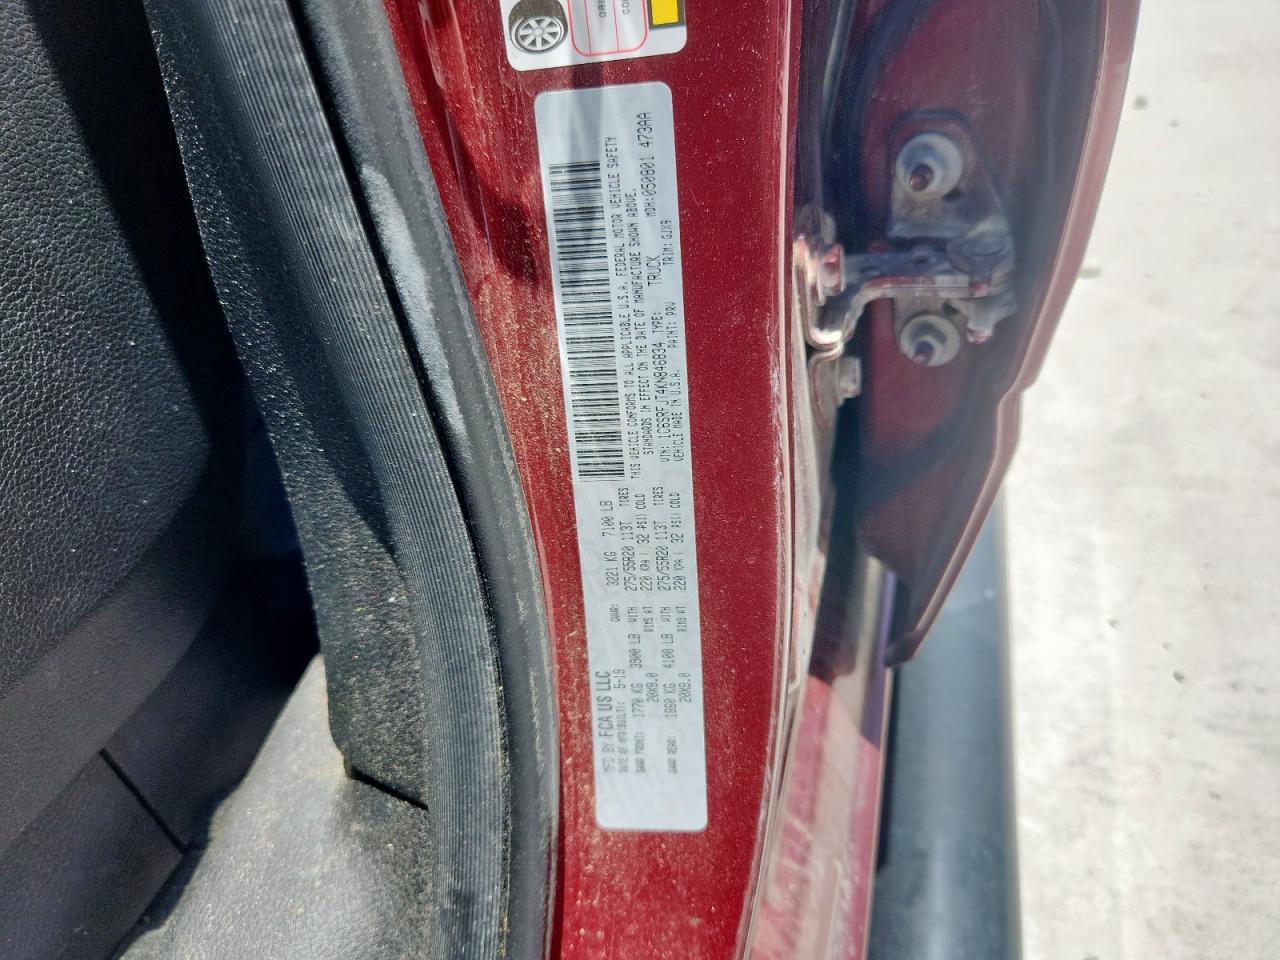 MFD BY FCA US LLC
DATE OF MFR(BUILT): 5-19 GVWR: 3221 KG 7100 LB
GAWR FRONT: 1770 KG 3900 LB WITH 275/55R20 113T TIRES
20X9.0 RIMS AT 220 KPA ( 32 PSI) COLD
GAWR REAR: 1860 KG 4100 LB WITH 275/55R20 113T TIRES
20X9.0 RIMS AT 220 KPA ( 32 PSI) COLD
THIS VEHICLE CONFORMS TO ALL APPLICABLE U.S.A. FEDERAL MOTOR VEHICLE SAFETY
STANDARDS IN EFFECT ON THE DATE OF MANUFACTURE SHOWN ABOVE.
VIN: 1C6SRFJT4KN846834 TYPE: TRUCK MDH:050801 473AA
VEHICLE MADE IN U.S.A. PAINT: PRV TRIM: GJX9